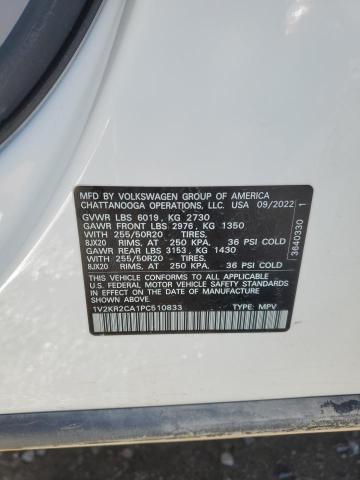 MFD BY VOLKSWAGEN GROUP OF AMERICA
CHATTANOOGA OPERATIONS, LLC. USA 09/2022
GVWR LBS 6019, KG 2730
GAWR FRONT LBS 2976, KG 1350
WITH 255/50R20 TIRES,
8JX20 RIMS, AT 250 KPA, 36 PSI COLD
GAWR REAR LBS 3153, KG 1430
WITH 255/50R20 TIRES,
8JX20 RIMS, AT 250 KPA, 36 PSI COLD
THIS VEHICLE CONFORMS TO ALL APPLICABLE
FEDERAL MOTOR VEHICLE SAFETY AND
THEFT PREVENTION STANDARDS IN EFFECT
ON THE DATE OF MANUFACTURE SHOWN ABOVE.
1V2KR2CA1PC510833 TYPE: MPV
3640330 1